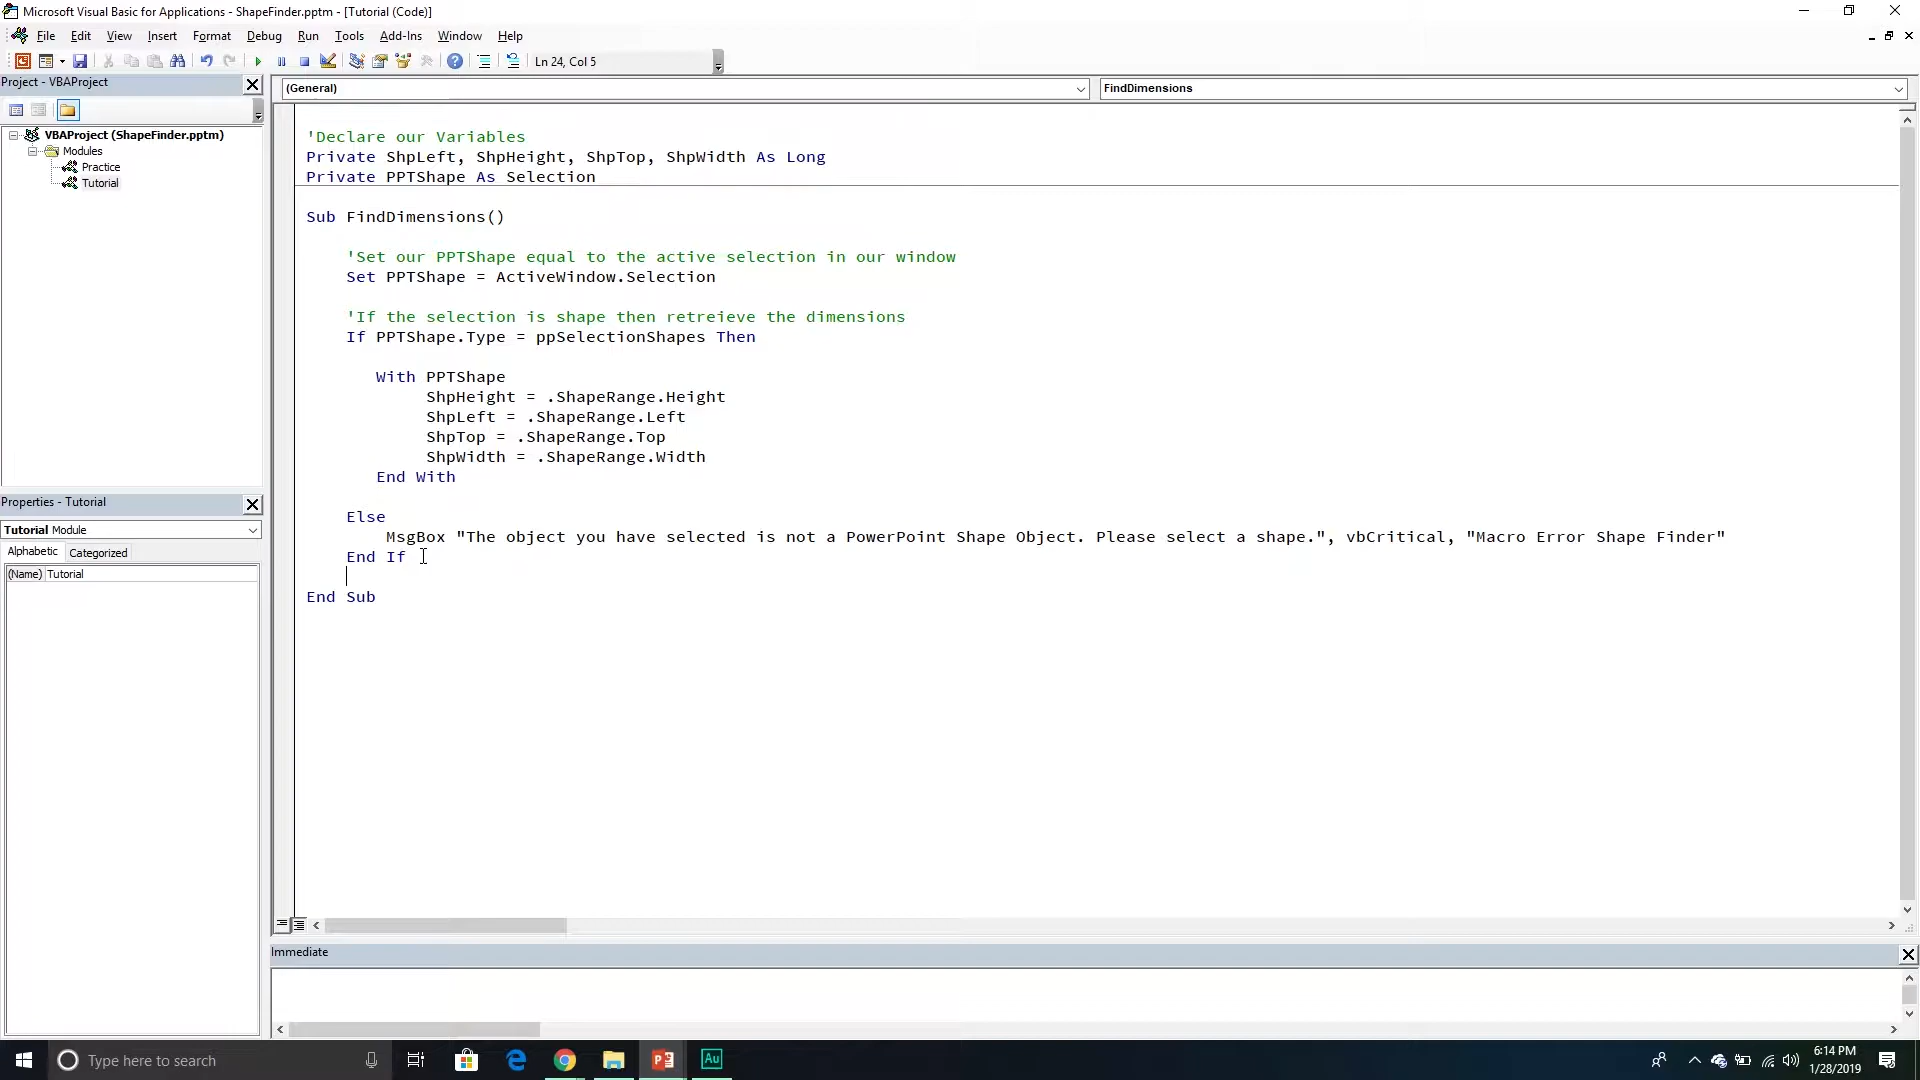 Microsoft Visual Basic for Applications - ShapeFinder.pptm - [Tutorial (Code)]
File Edit View Insert Format Debug Run Tools Add-Ins Window Help
Ln 24, Col 5
Project - VBAProject
(General) FindDimensions
VBAProject (ShapeFinder.pptm)
Modules
Practice
Tutorial
'Declare our Variables
Private ShpLeft, ShpHeight, ShpTop, ShpWidth As Long
Private PPTShape As Selection
Sub FindDimensions()
'Set our PPTShape equal to the active selection in our window
Set PPTShape = ActiveWindow.Selection
'If the selection is shape then retreieve the dimensions
If PPTShape.Type = ppSelectionShapes Then
With PPTShape
ShpHeight = .ShapeRange.Height
ShpLeft = .ShapeRange.Left
ShpTop = .ShapeRange.Top
ShpWidth = .ShapeRange.Width
End With
Else
MsgBox "The object you have selected is not a PowerPoint Shape Object. Please select a shape.", vbCritical, "Macro Error Shape Finder"
End If
End Sub
Properties - Tutorial
Tutorial Module
Alphabetic Categorized
(Name) Tutorial
Immediate
Type here to search
Au
6:14 PM
1/28/2019